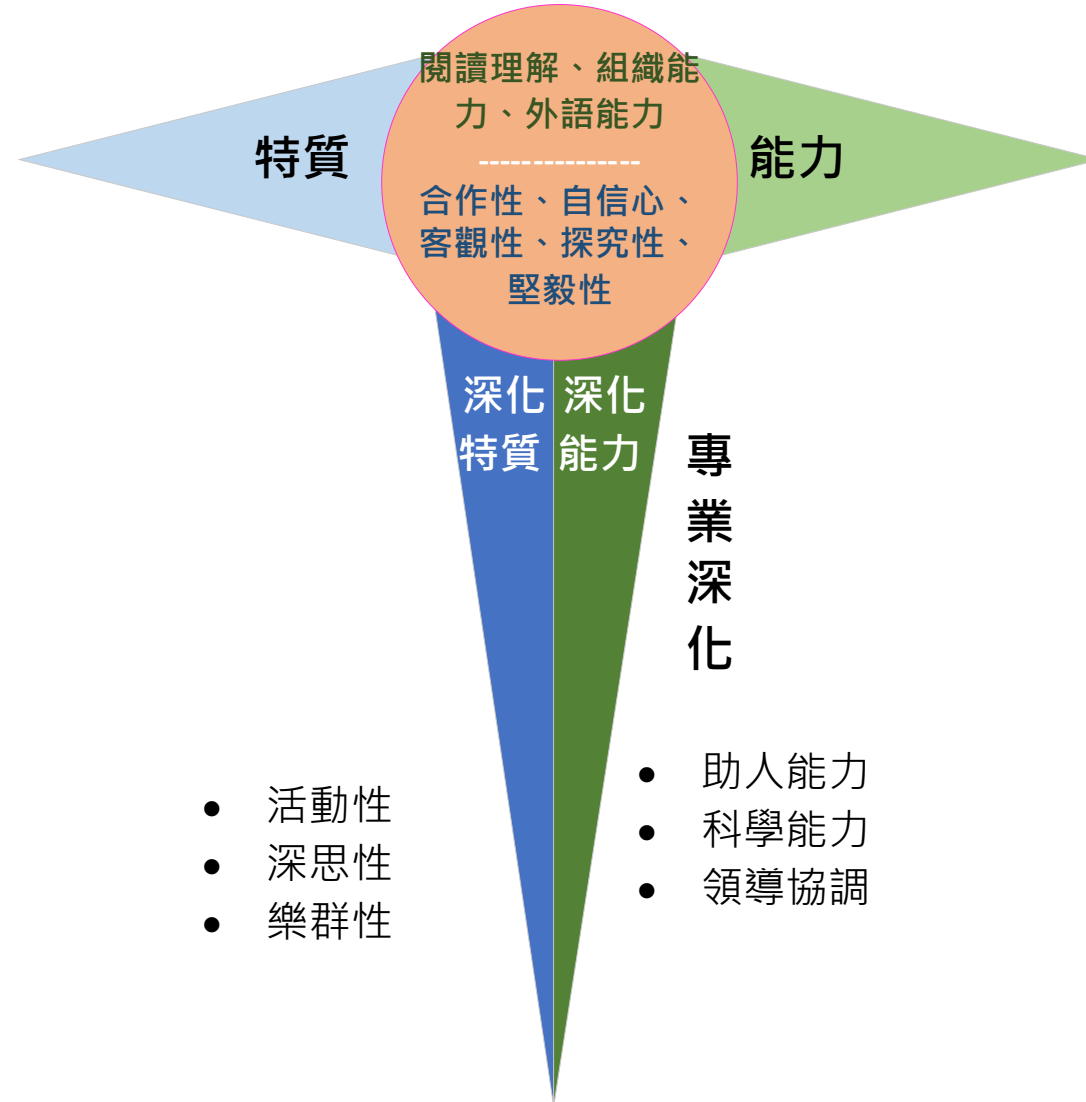 閱讀理解、組織能
力、外語能力
---------------
特質
能力
合作性、自信心、
客觀性、探究性、
堅毅性
深化
特質
深化
能力
專
業
深
化
• 活動性
• 深思性
• 樂群性
• 助人能力
• 科學能力
• 領導協調